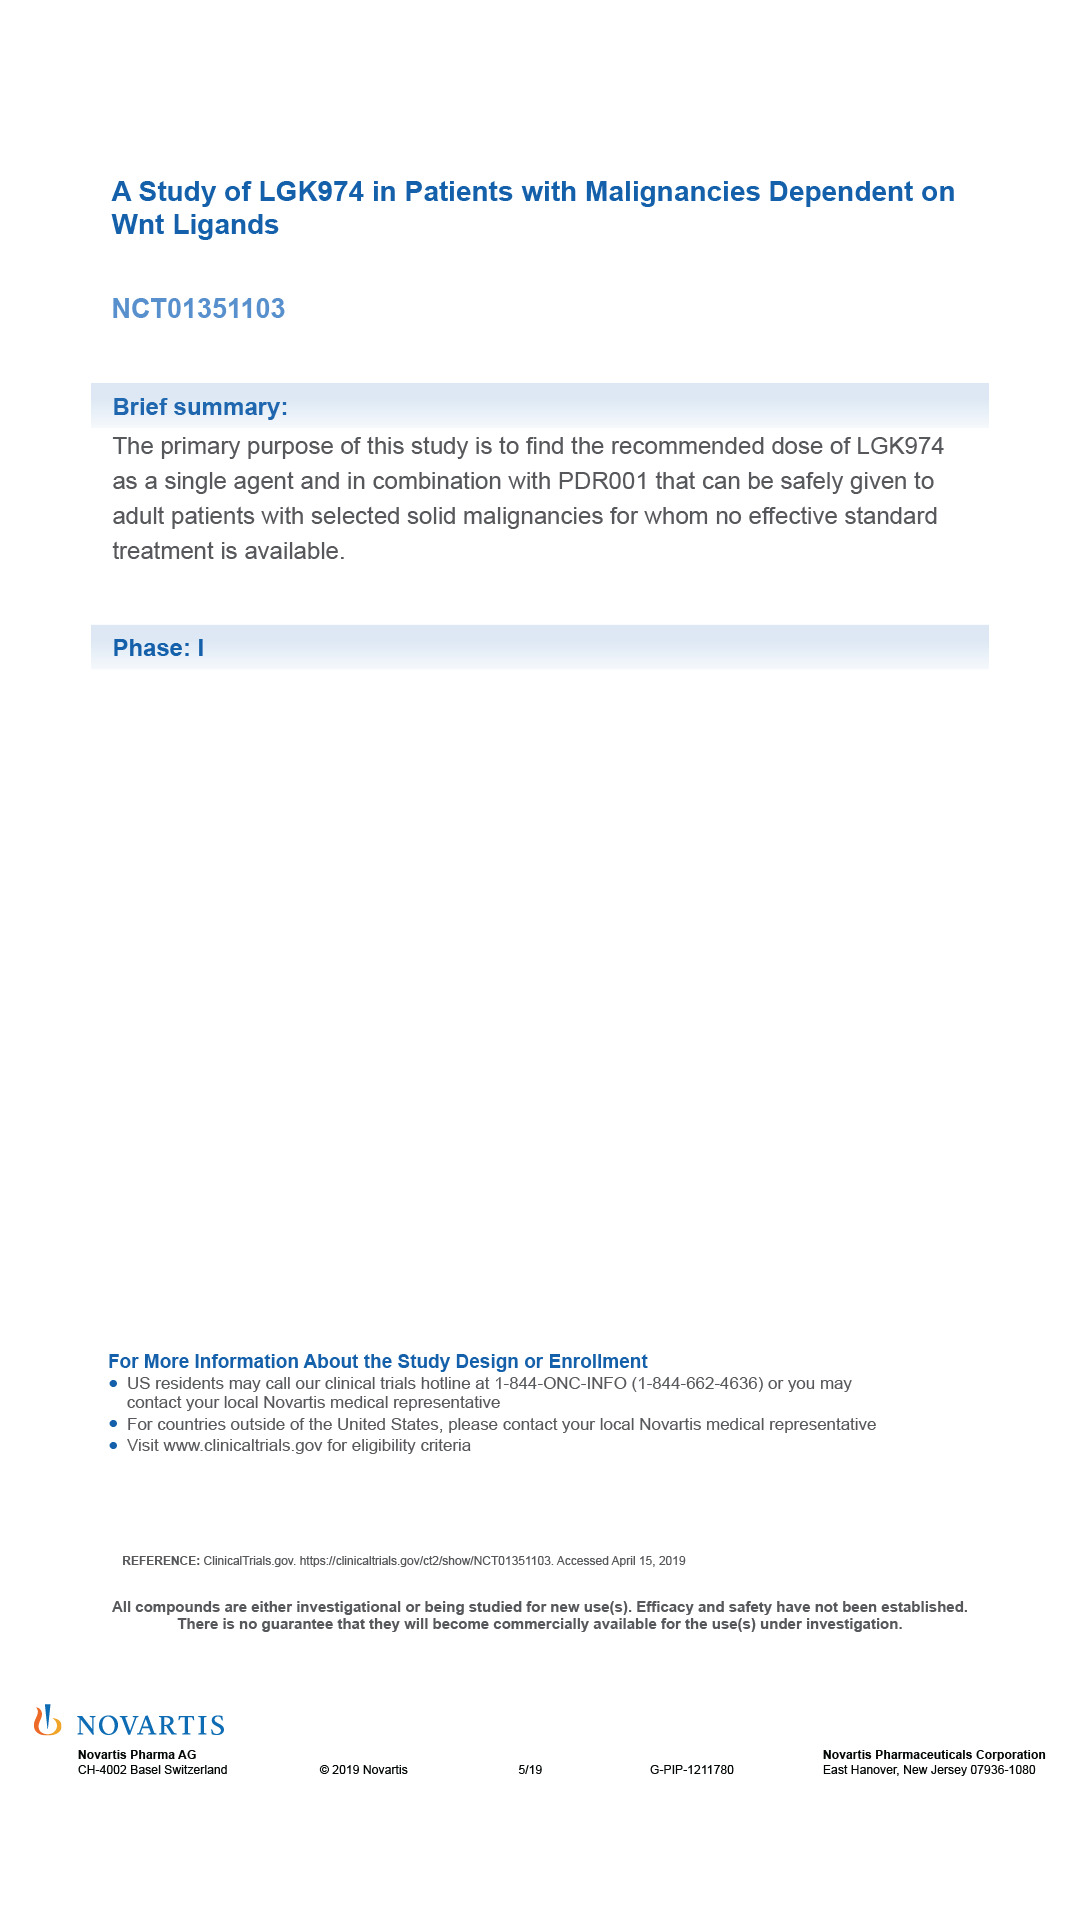 A Study of LGK974 in Patients with Malignancies Dependent on
Wnt Ligands
NCT01351103
Brief summary:
The primary purpose of this study is to find the recommended dose of LGK974
as a single agent and in combination with PDR001 that can be safely given to
adult patients with selected solid malignancies for whom no effective standard
treatment is available.
Phase: I
For More Information About the Study Design or Enrollment
• US residents may call our clinical trials hotline at 1-844-ONC-INFO (1-844-662-4636) or you may
contact your local Novartis medical representative
• For countries outside of the United States, please contact your local Novartis medical representative
• Visit www.clinicaltrials.gov for eligibility criteria
REFERENCE: ClinicalTrials.gov. https://clinicaltrials.gov/ct2/show/NCT01351103. Accessed April 15, 2019
All compounds are either investigational or being studied for new use(s). Efficacy and safety have not been established.
There is no guarantee that they will become commercially available for the use(s) under investigation.
NOVARTIS
Novartis Pharma AG Novartis Pharmaceuticals Corporation
CH-4002 Basel Switzerland © 2019 Novartis 5/19 G-PIP-1211780 East Hanover, New Jersey 07936-1080